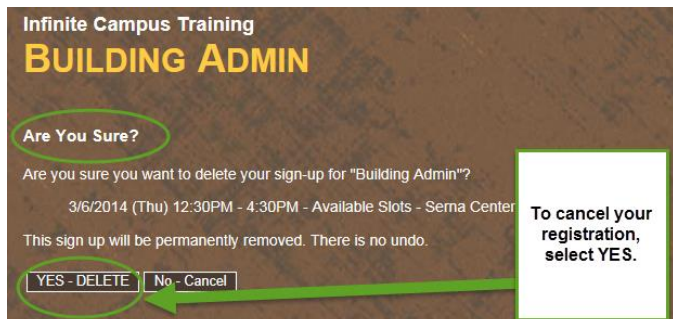 Infinite Campus Training
BUILDING ADMIN
Are You Sure?
Are you sure you want to delete your sign-up for "Building Admin"?
3/6/2014 (Thu) 12:30PM - 4:30PM - Available Slots - Serna Center
This sign up will be permanently removed. There is no undo.
YES - DELETE No - Cancel
To cancel your
registration,
select YES.